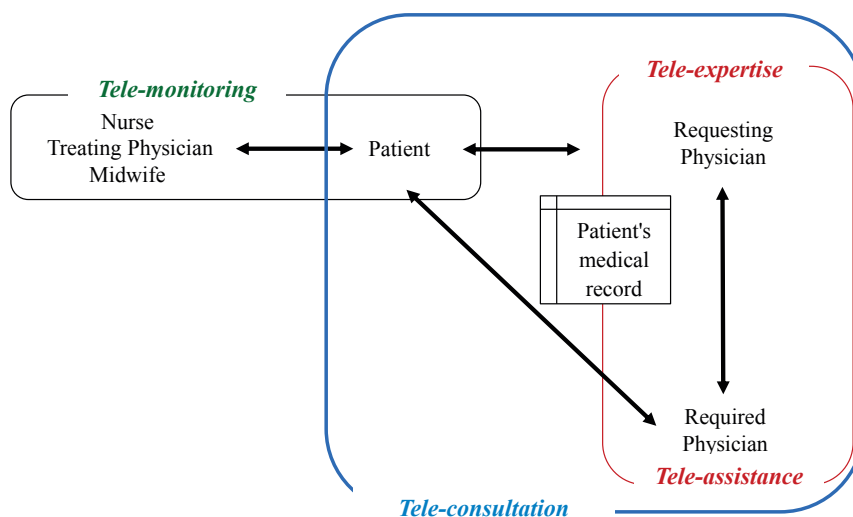 Tele-monitoring
Nurse
Treating Physician
Midwife
Patient
Tele-expertise
Requesting
Physician
Patient's
medical
record
Required
Physician
Tele-assistance
Tele-consultation